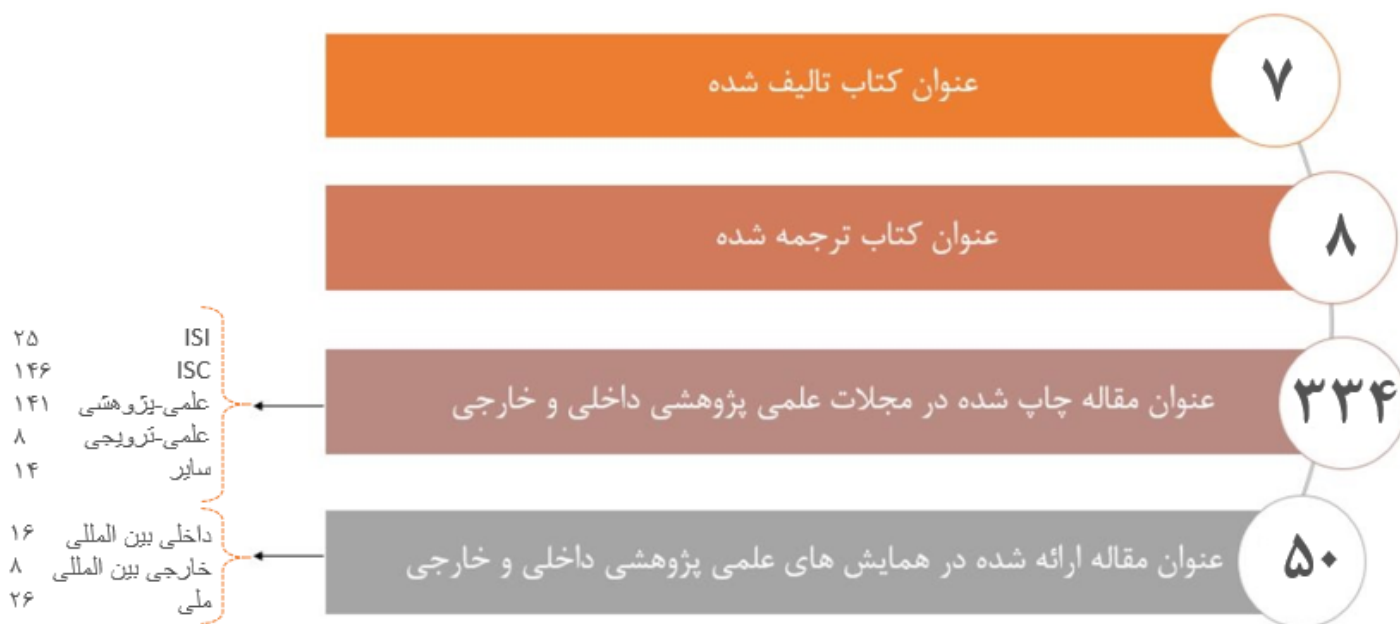 ۷
عنوان کتاب تالیف شده
۸
عنوان کتاب ترجمه شده
۳۳۴
عنوان مقاله چاپ شده در مجلات علمی پژوهشی داخلی و خارجی
ISI ۲۵
ISC ۱۴۶
علمی-پژوهشی ۱۴۱
علمی-ترویجی ۸
سایر ۱۴
۵۰
عنوان مقاله ارائه شده در همایش های علمی پژوهشی داخلی و خارجی
داخلی بین المللی ۱۶
خارجی بین المللی ۸
ملی ۲۶